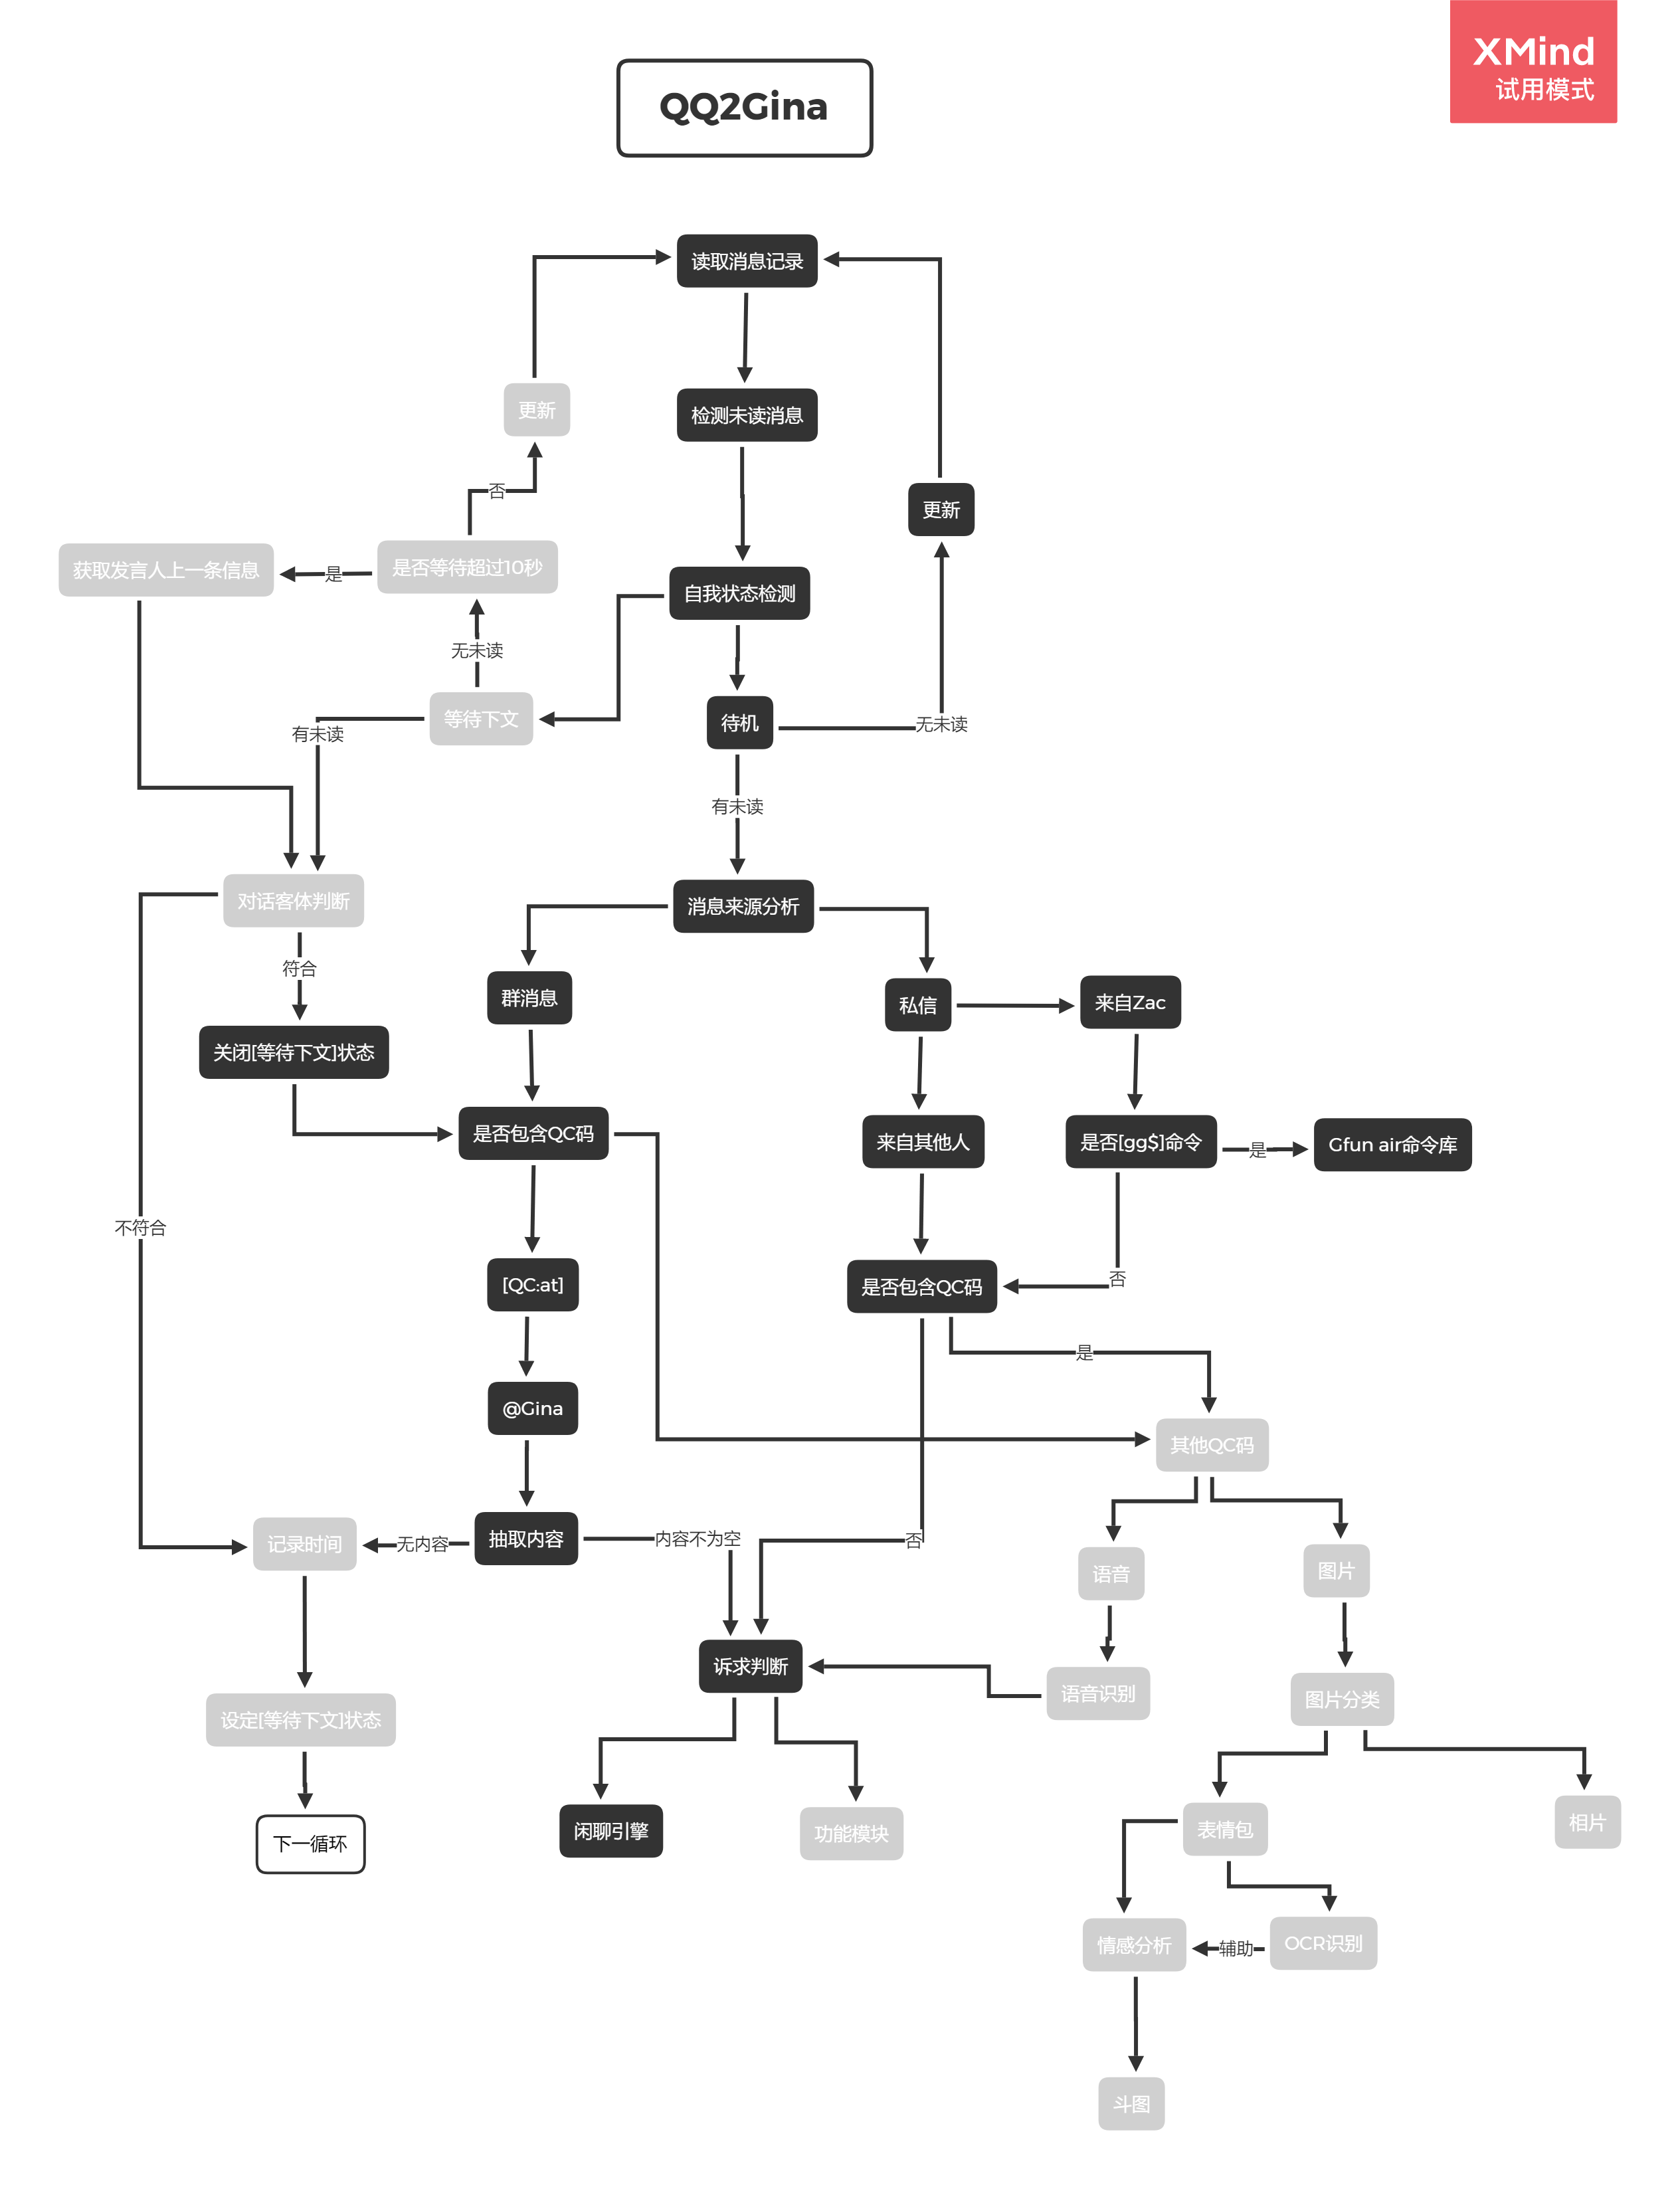 XMind
试用模式
QQ2Gina
读取消息记录
更新
检测未读消息
否
更新
获取发言人上一条信息
是
是否等待超过10秒
自我状态检测
无未读
等待下文
待机
无未读
有未读
有未读
对话客体判断
消息来源分析
符合
群消息
私信
来自Zac
关闭[等待下文]状态
是否包含QC码
来自其他人
是否[gg$]命令
是
Gfun air命令库
不符合
[QC:at]
是否包含QC码
否
是
@Gina
其他QC码
记录时间
无内容
抽取内容
内容不为空
否
语音
图片
诉求判断
语音识别
图片分类
设定[等待下文]状态
下一循环
闲聊引擎
功能模块
表情包
相片
情感分析
辅助
OCR识别
斗图